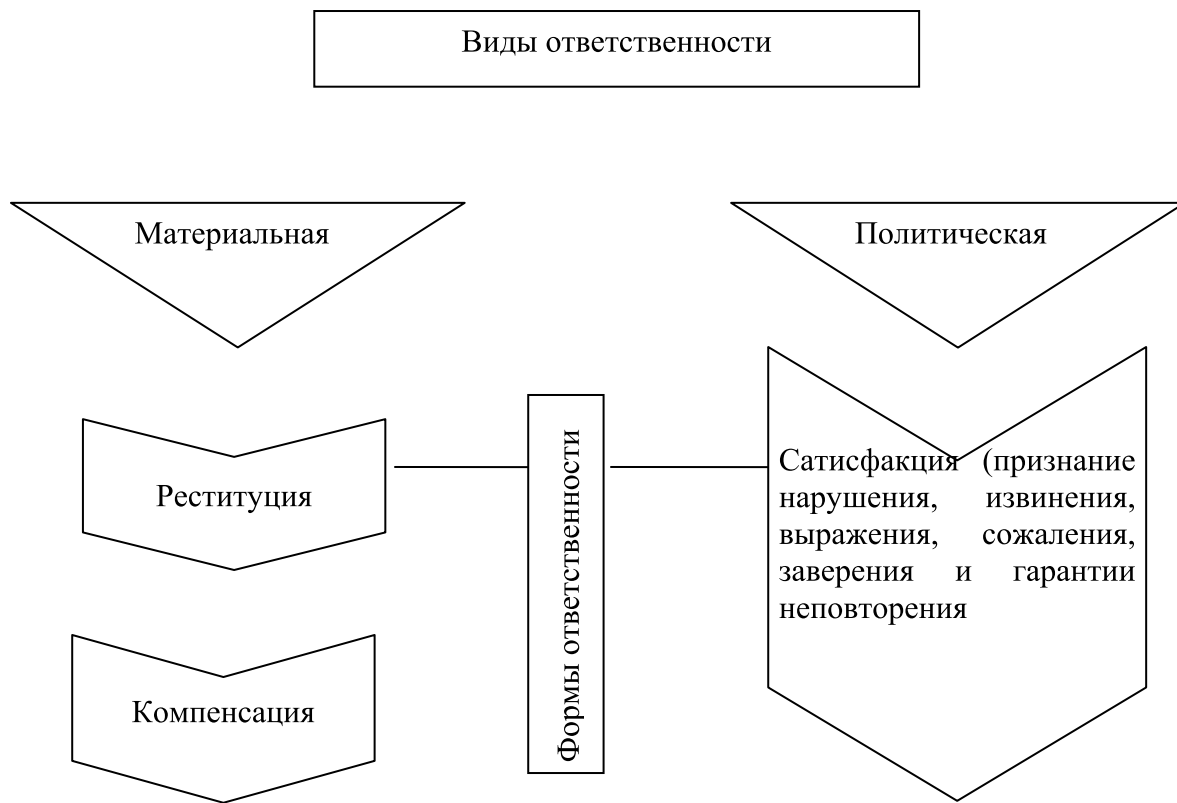 Виды ответственности
Материальная
Политическая
Реституция
Компенсация
Формы ответственности
Сатисфакция (признание
нарушения, извинения,
выражения, сожаления,
заверения и гарантии
неповторения